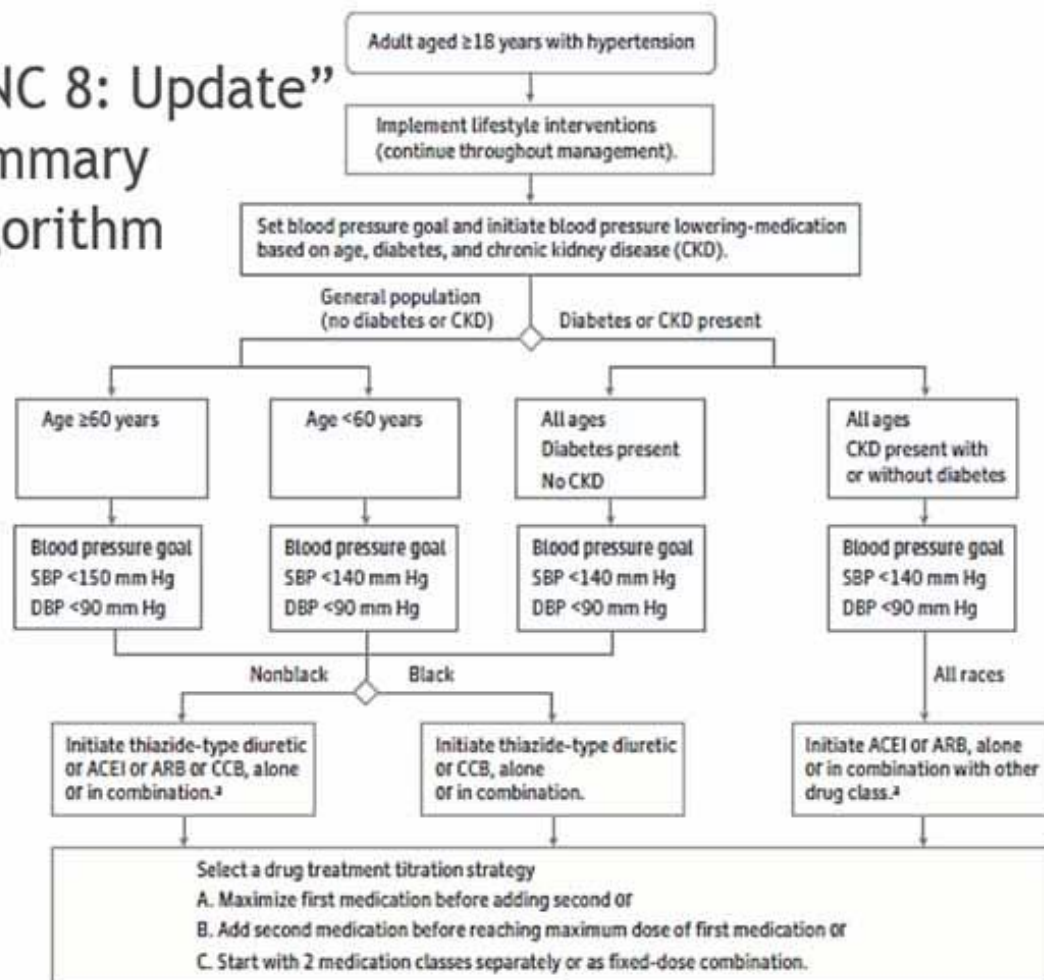 NC 8: Update”
mmary
gorithm
Adult aged ≥18 years with hypertension
Implement lifestyle interventions
(continue throughout management).
Set blood pressure goal and initiate blood pressure lowering-medication
based on age, diabetes, and chronic kidney disease (CKD).
General population
(no diabetes or CKD)
Diabetes or CKD present
Age ≥60 years
Age <60 years
All ages
Diabetes present
No CKD
All ages
CKD present with
or without diabetes
Blood pressure goal
SBP <150 mm Hg
DBP <90 mm Hg
Blood pressure goal
SBP <140 mm Hg
DBP <90 mm Hg
Blood pressure goal
SBP <140 mm Hg
DBP <90 mm Hg
Blood pressure goal
SBP <140 mm Hg
DBP <90 mm Hg
Nonblack
Black
All races
Initiate thiazide-type diuretic
or ACEI or ARB or CCB, alone
or in combination.ª
Initiate thiazide-type diuretic
or CCB, alone
or in combination.
Initiate ACEI or ARB, alone
or in combination with other
drug class.ª
Select a drug treatment titration strategy
A. Maximize first medication before adding second or
B. Add second medication before reaching maximum dose of first medication or
C. Start with 2 medication classes separately or as fixed-dose combination.